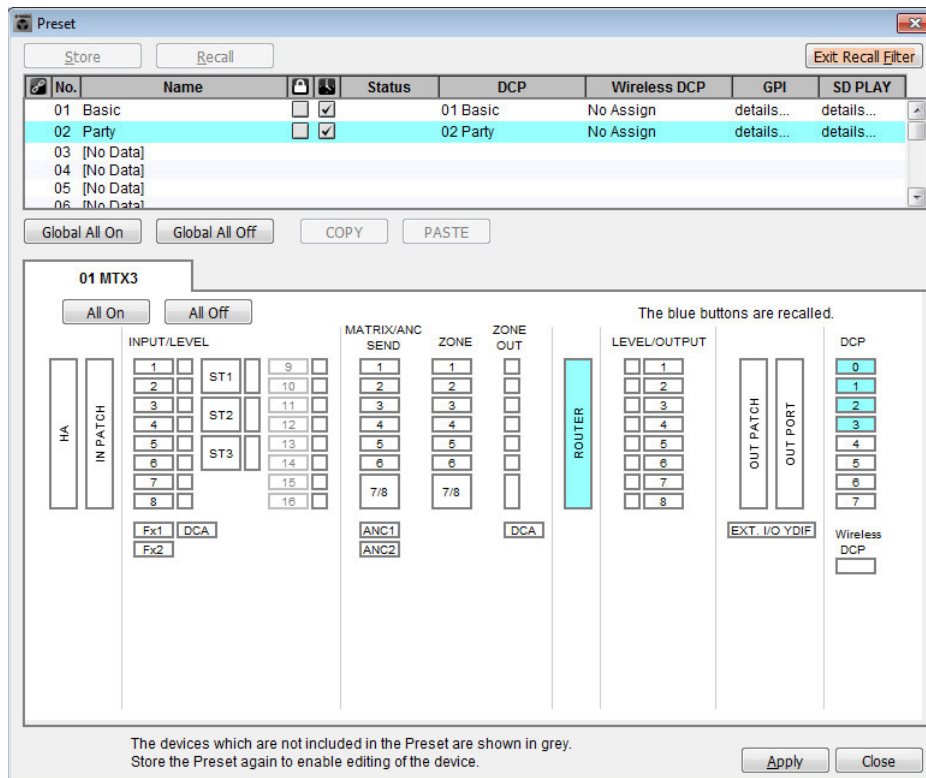 Preset
Store Recall Exit Recall Filter
No. Name Status DCP Wireless DCP GPI SD PLAY
01 Basic 01 Basic No Assign details... details...
02 Party 02 Party No Assign details... details...
03 [No Data]
04 [No Data]
05 [No Data]
06 [No Data]
Global All On Global All Off COPY PASTE
01 MTX3
All On All Off The blue buttons are recalled.
INPUT/LEVEL MATRIX/ANC SEND ZONE ZONE OUT LEVEL/OUTPUT DCP
HA IN PATCH ROUTER OUT PATCH OUT PORT
1 ST1 9 1 1 1 0
2 10 2 2 2 1
3 ST2 11 3 3 3 2
4 12 4 4 4 3
5 ST3 13 5 5 5 4
6 14 6 6 6 5
7 15 7/8 7/8 7 6
8 16 8 7
Fx1 DCA ANC1 DCA EXT. I/O YDIF Wireless DCP
Fx2 ANC2
The devices which are not included in the Preset are shown in grey.
Store the Preset again to enable editing of the device.
Apply Close